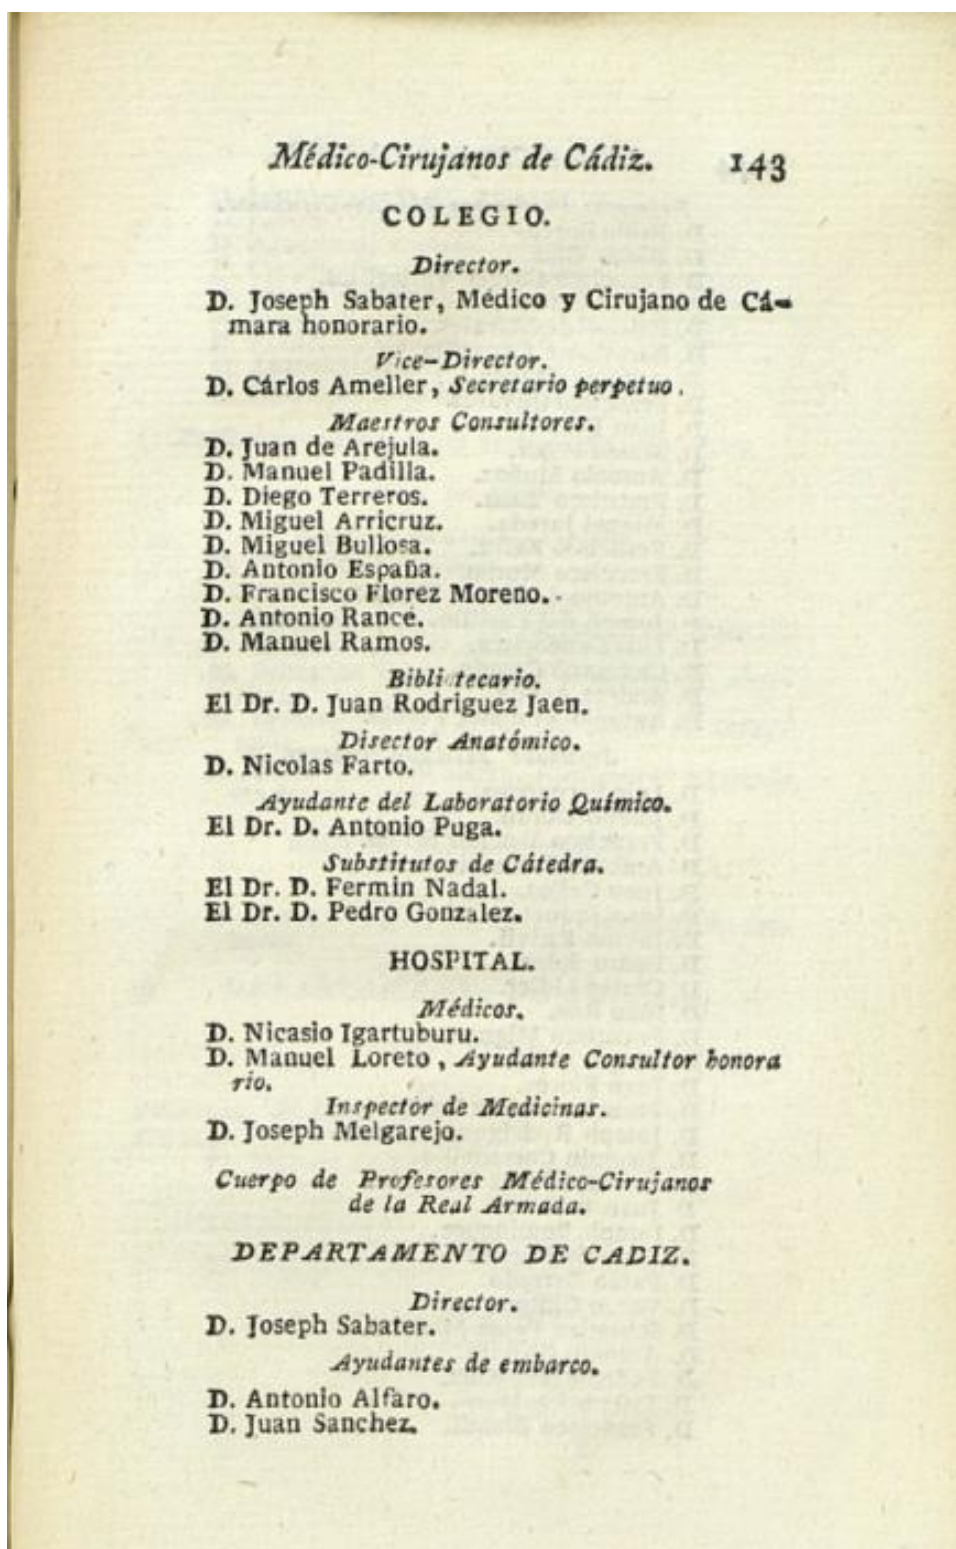 Médico-Cirujanos de Cádiz. 143
COLEGIO.
Director.
D. Joseph Sabater, Médico y Cirujano de Cá-
mara honorario.
Vice-Director.
D. Cárlos Ameller, Secretario perpetuo.
Maestros Consultores.
D. Juan de Arejula.
D. Manuel Padilla.
D. Diego Terreros.
D. Miguel Arricruz.
D. Miguel Bullosa.
D. Antonio España.
D. Francisco Florez Moreno.
D. Antonio Rance.
D. Manuel Ramos.
Bibliotecario.
El Dr. D. Juan Rodriguez Jaen.
Disector Anatómico.
D. Nicolas Farto.
Ayudante del Laboratorio Químico.
El Dr. D. Antonio Puga.
Substitutos de Cátedra.
El Dr. D. Fermin Nadal.
El Dr. D. Pedro Gonzalez.
HOSPITAL.
Médicos.
D. Nicasio Igartuburu.
D. Manuel Loreto, Ayudante Consultor honora
rio.
Inspector de Medicinas.
D. Joseph Melgarejo.
Cuerpo de Profesores Médico-Cirujanos
de la Real Armada.
DEPARTAMENTO DE CADIZ.
Director.
D. Joseph Sabater.
Ayudantes de embarco.
D. Antonio Alfaro.
D. Juan Sanchez.